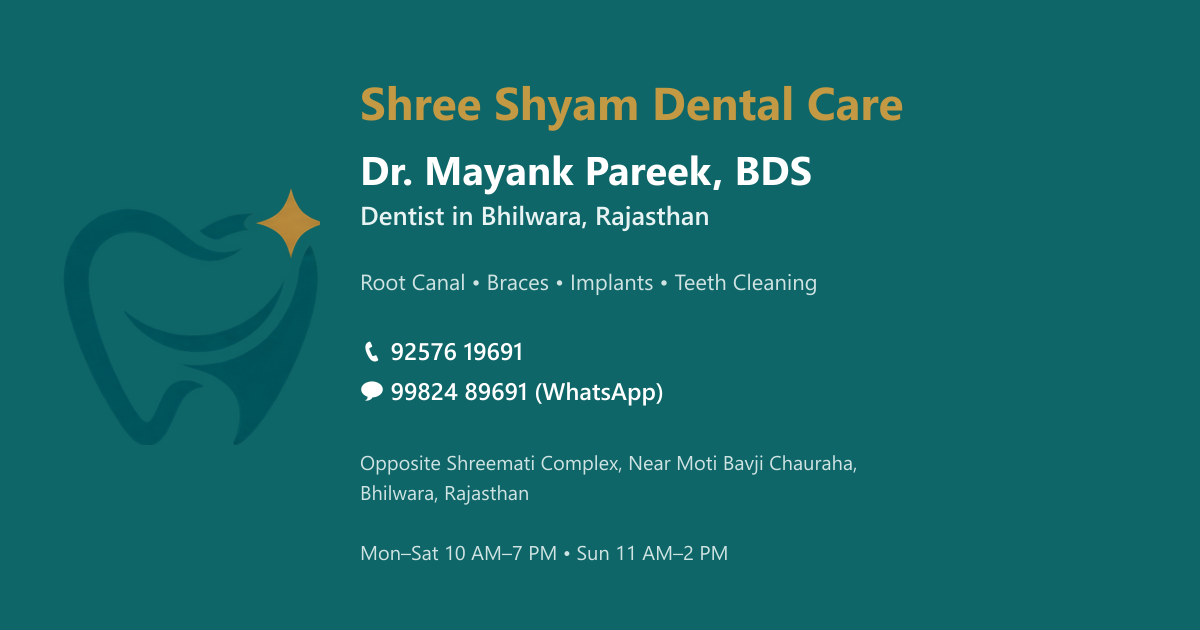 Shree Shyam Dental Care
Dr. Mayank Pareek, BDS
Dentist in Bhilwara, Rajasthan
Root Canal • Braces • Implants • Teeth Cleaning
92576 19691
99824 89691 (WhatsApp)
Opposite Shreemati Complex, Near Moti Bavji Chauraha,
Bhilwara, Rajasthan
Mon–Sat 10 AM–7 PM • Sun 11 AM–2 PM